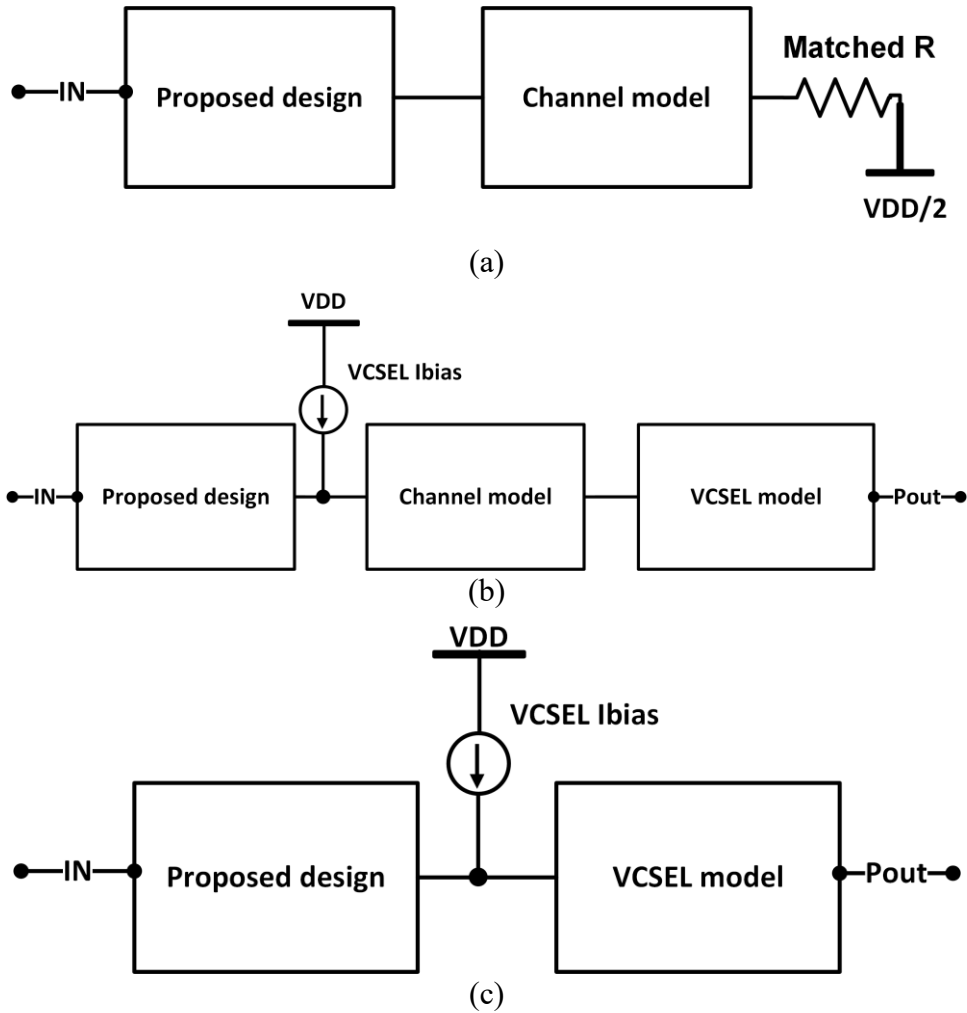 Matched R
IN Proposed design Channel model
VDD/2
(a)
VDD
VCSEL Ibias
IN Proposed design Channel model VCSEL model Pout
(b)
VDD
VCSEL Ibias
IN Proposed design VCSEL model Pout
(c)